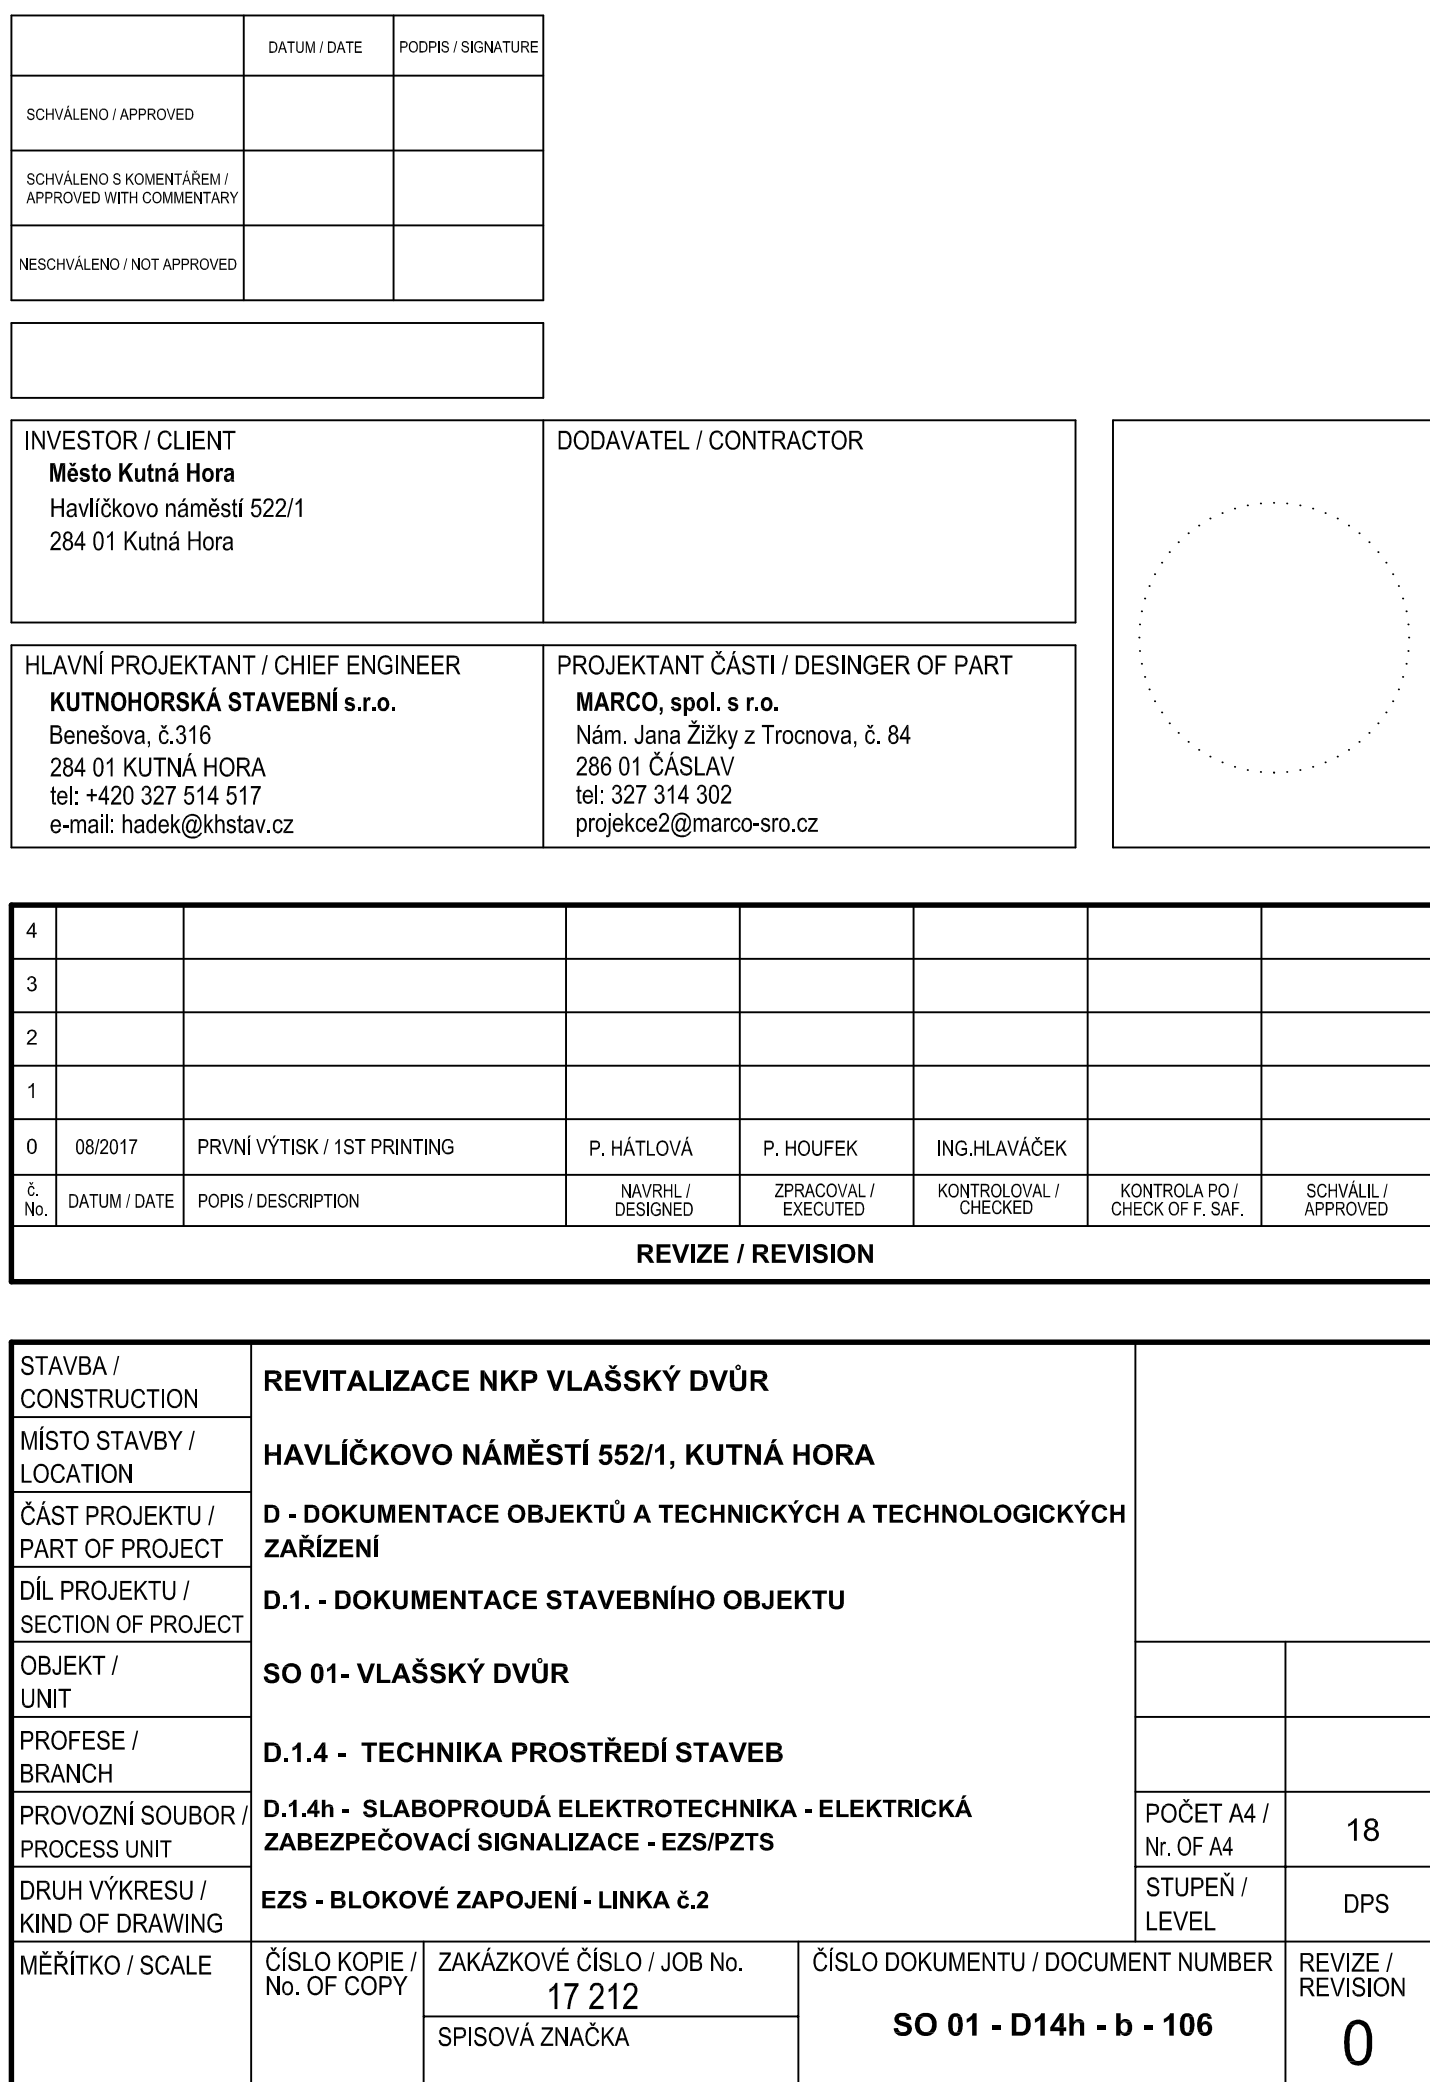 DATUM / DATE PODPIS / SIGNATURE
SCHVÁLENO / APPROVED
SCHVÁLENO S KOMENTÁŘEM /
APPROVED WITH COMMENTARY
NESCHVÁLENO / NOT APPROVED
INVESTOR / CLIENT
Město Kutná Hora
Havlíčkovo náměstí 522/1
284 01 Kutná Hora
DODAVATEL / CONTRACTOR
HLAVNÍ PROJEKTANT / CHIEF ENGINEER
KUTNOHORSKÁ STAVEBNÍ s.r.o.
Benešova, č.316
284 01 KUTNÁ HORA
tel: +420 327 514 517
e-mail: hadek@khstav.cz
PROJEKTANT ČÁSTI / DESINGER OF PART
MARCO, spol. s r.o.
Nám. Jana Žižky z Trocnova, č. 84
286 01 ČÁSLAV
tel: 327 314 302
projekce2@marco-sro.cz
4
3
2
1
0 08/2017 PRVNÍ VÝTISK / 1ST PRINTING P. HÁTLOVÁ P. HOUFEK ING.HLAVÁČEK
č.
No.
DATUM / DATE
POPIS / DESCRIPTION
NAVRHL /
DESIGNED
ZPRACOVAL /
EXECUTED
KONTROLOVAL /
CHECKED
KONTROLA PO /
CHECK OF F. SAF.
SCHVÁLIL /
APPROVED
REVIZE / REVISION
STAVBA /
CONSTRUCTION
REVITALIZACE NKP VLAŠSKÝ DVŮR
MÍSTO STAVBY /
LOCATION
HAVLÍČKOVO NÁMĚSTÍ 552/1, KUTNÁ HORA
ČÁST PROJEKTU /
PART OF PROJECT
D - DOKUMENTACE OBJEKTŮ A TECHNICKÝCH A TECHNOLOGICKÝCH
ZAŘÍZENÍ
DÍL PROJEKTU /
SECTION OF PROJECT
D.1. - DOKUMENTACE STAVEBNÍHO OBJEKTU
OBJEKT /
UNIT
SO 01- VLAŠSKÝ DVŮR
PROFESE /
BRANCH
D.1.4 - TECHNIKA PROSTŘEDÍ STAVEB
PROVOZNÍ SOUBOR /
PROCESS UNIT
D.1.4h - SLABOPROUDÁ ELEKTROTECHNIKA - ELEKTRICKÁ
ZABEZPEČOVACÍ SIGNALIZACE - EZS/PZTS
POČET A4 /
Nr. OF A4
18
DRUH VÝKRESU /
KIND OF DRAWING
EZS - BLOKOVÉ ZAPOJENÍ - LINKA č.2
STUPEŇ /
LEVEL
DPS
MĚŘÍTKO / SCALE
ČÍSLO KOPIE /
No. OF COPY
ZAKÁZKOVÉ ČÍSLO / JOB No.
17 212
SPISOVÁ ZNAČKA
ČÍSLO DOKUMENTU / DOCUMENT NUMBER
SO 01 - D14h - b - 106
REVIZE /
REVISION
0